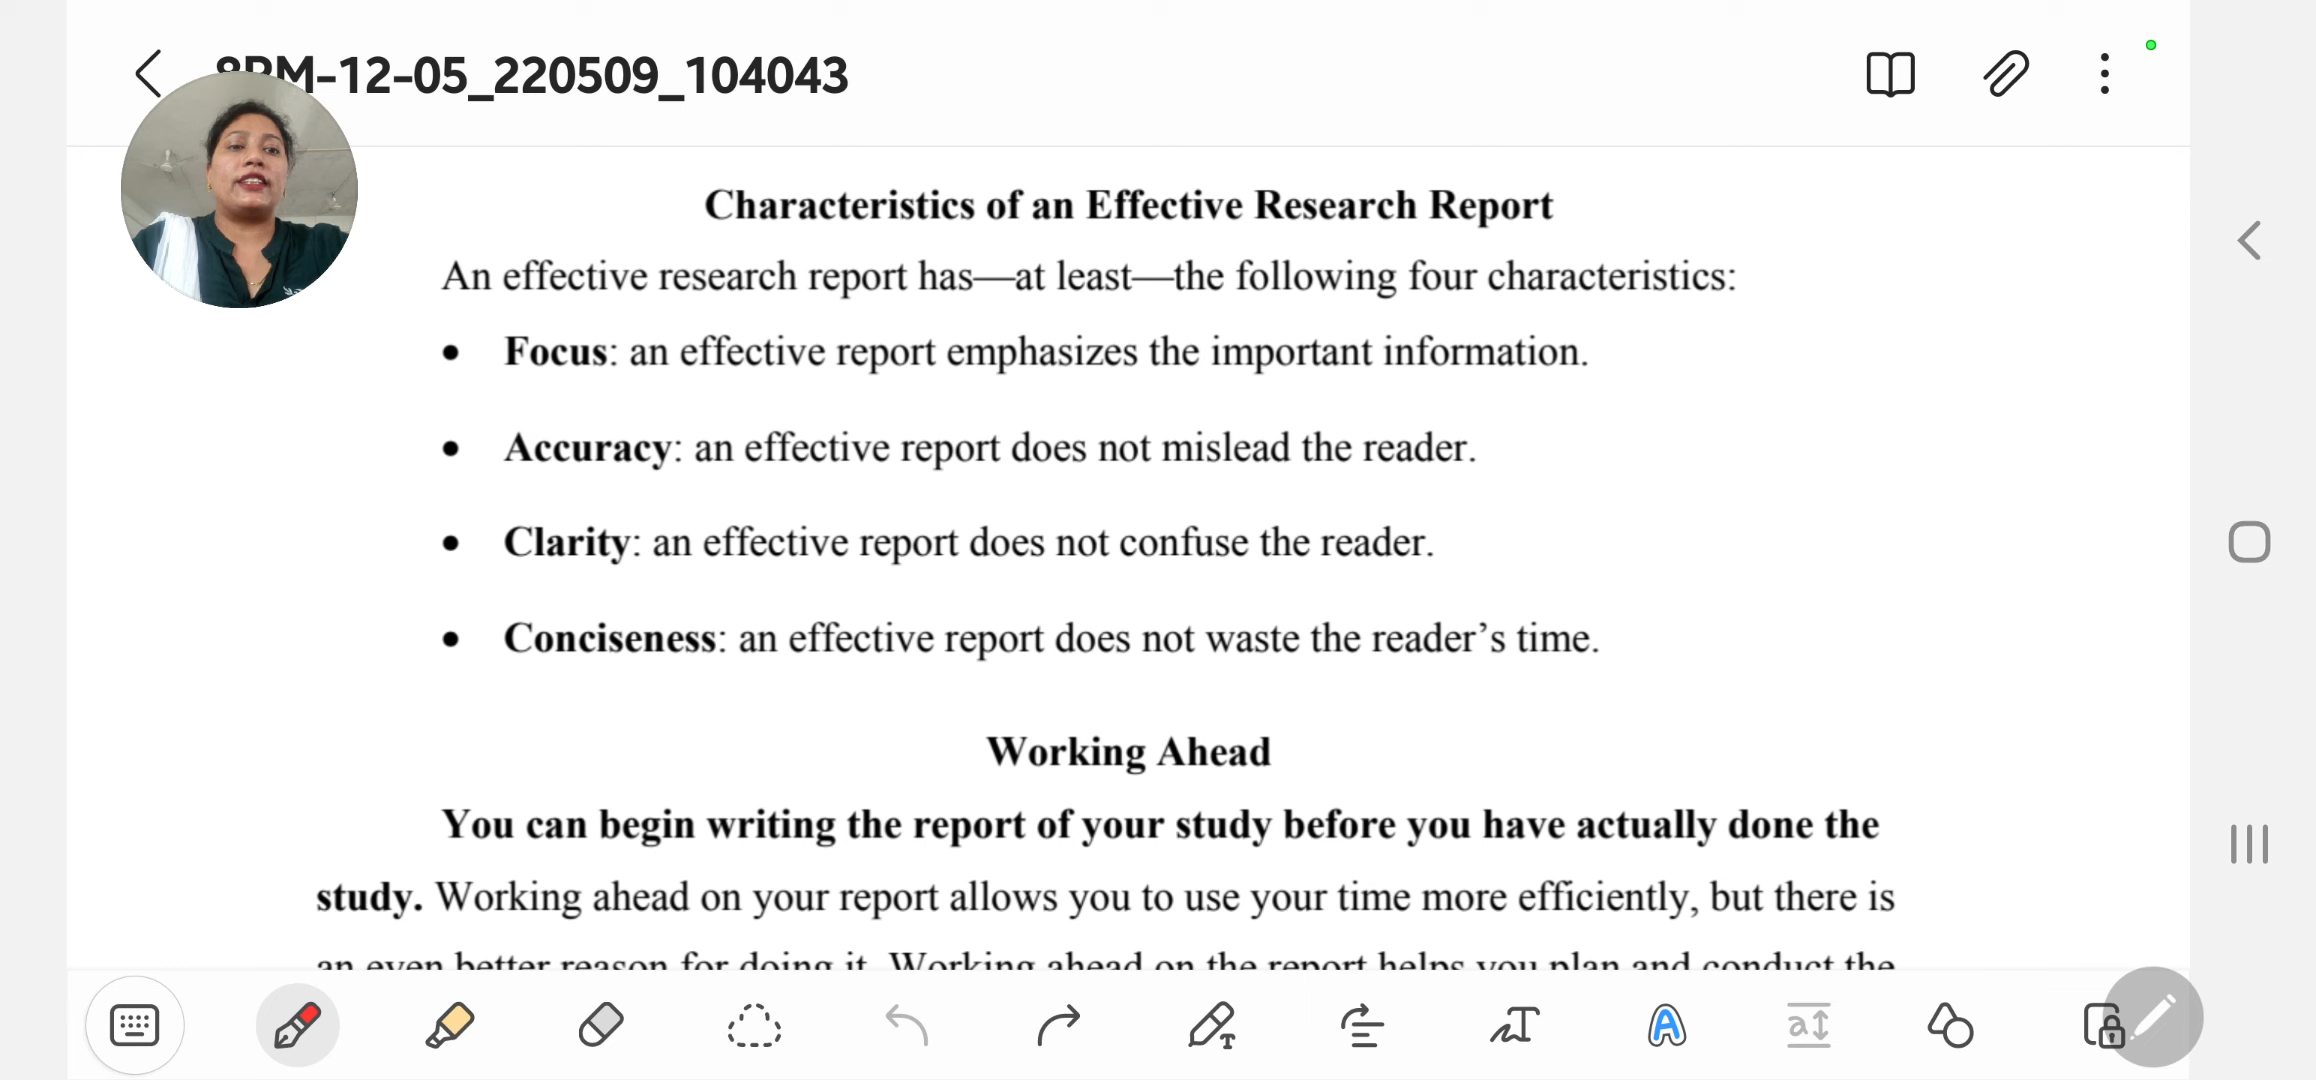 M-12-05_220509_104043
Characteristics of an Effective Research Report
An effective research report has—at least—the following four characteristics:
• Focus: an effective report emphasizes the important information.
• Accuracy: an effective report does not mislead the reader.
• Clarity: an effective report does not confuse the reader.
• Conciseness: an effective report does not waste the reader’s time.
Working Ahead
You can begin writing the report of your study before you have actually done the
study. Working ahead on your report allows you to use your time more efficiently, but there is
an even better reason for doing it. Working ahead on the report helps you plan and conduct the